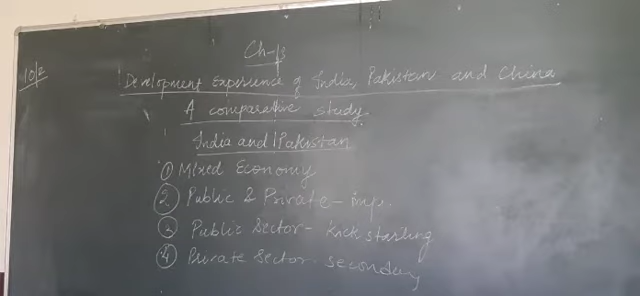 Ch-13
10/2
Development Experience of India, Pakistan and China
A comparative study
India and Pakistan
① Mixed Economy
② Public & Private - imp.
③ Public Sector - kick starting
④ Private Sector - secondary